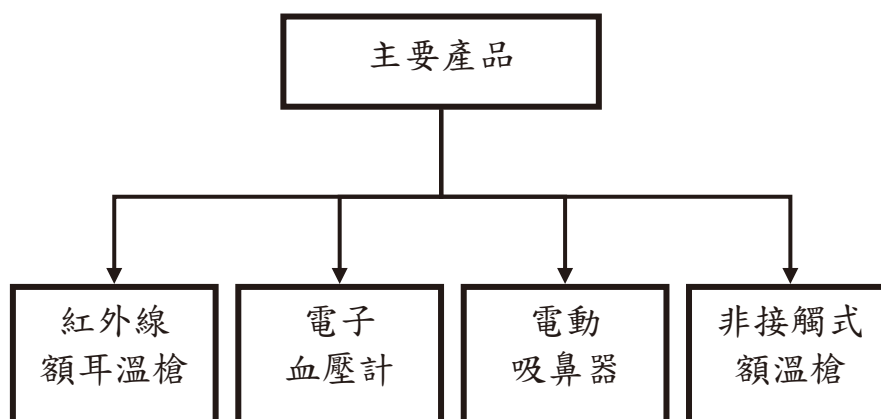 主要產品
紅外線
額耳溫槍
電子
血壓計
電動
吸鼻器
非接觸式
額溫槍